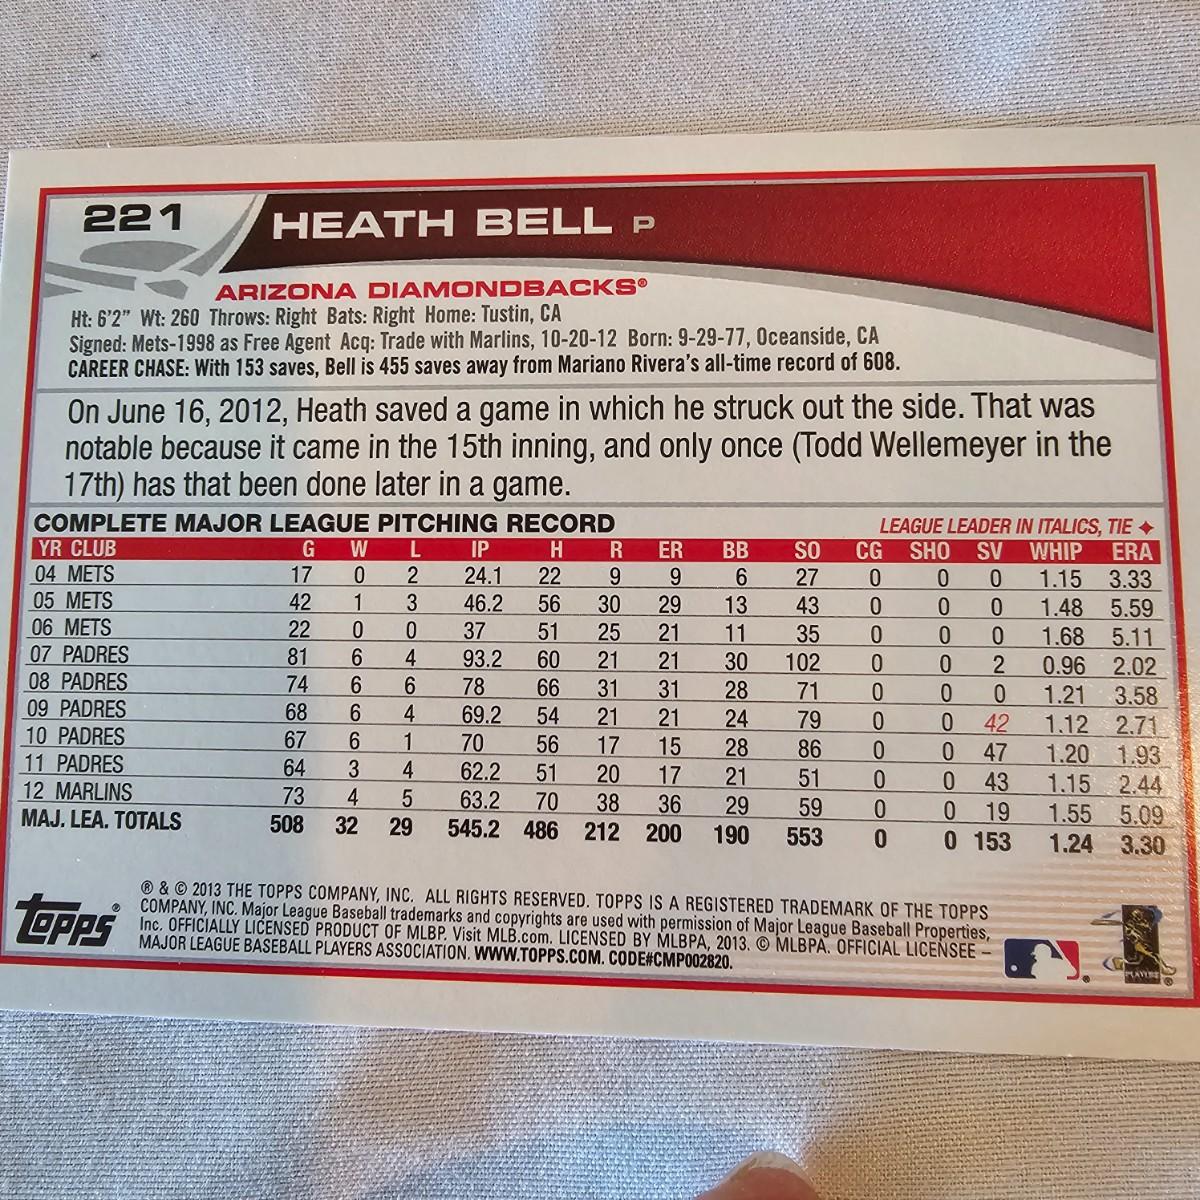 221 HEATH BELL P
ARIZONA DIAMONDBACKS®
Ht: 6'2" Wt: 260 Throws: Right Bats: Right Home: Tustin, CA
Signed: Mets-1998 as Free Agent Acq: Trade with Marlins, 10-20-12 Born: 9-29-77, Oceanside, CA
CAREER CHASE: With 153 saves, Bell is 455 saves away from Mariano Rivera's all-time record of 608.
On June 16, 2012, Heath saved a game in which he struck out the side. That was
notable because it came in the 15th inning, and only once (Todd Wellemeyer in the
17th) has that been done later in a game.
COMPLETE MAJOR LEAGUE PITCHING RECORD LEAGUE LEADER IN ITALICS, TIE ✦
YR CLUB G W L IP H R ER BB SO CG SHO SV WHIP ERA
04 METS 17 0 2 24.1 22 9 9 6 27 0 0 0 1.15 3.33
05 METS 42 1 3 46.2 56 30 29 13 43 0 0 0 1.48 5.59
06 METS 22 0 0 37 51 25 21 11 35 0 0 0 1.68 5.11
07 PADRES 81 6 4 93.2 60 21 21 30 102 0 0 2 0.96 2.02
08 PADRES 74 6 6 78 66 31 31 28 71 0 0 0 1.21 3.58
09 PADRES 68 6 4 69.2 54 21 21 24 79 0 0 42 1.12 2.71
10 PADRES 67 6 1 70 56 17 15 28 86 0 0 47 1.20 1.93
11 PADRES 64 3 4 62.2 51 20 17 21 51 0 0 43 1.15 2.44
12 MARLINS 73 4 5 63.2 70 38 36 29 59 0 0 19 1.55 5.09
MAJ. LEA. TOTALS 508 32 29 545.2 486 212 200 190 553 0 0 153 1.24 3.30
Topps®
® & © 2013 THE TOPPS COMPANY, INC. ALL RIGHTS RESERVED. TOPPS IS A REGISTERED TRADEMARK OF THE TOPPS
COMPANY, INC. Major League Baseball trademarks and copyrights are used with permission of Major League Baseball Properties,
Inc. OFFICIALLY LICENSED PRODUCT OF MLBP. Visit MLB.com. LICENSED BY MLBPA, 2013. © MLBPA. OFFICIAL LICENSEE –
MAJOR LEAGUE BASEBALL PLAYERS ASSOCIATION. WWW.TOPPS.COM. CODE#CMP002820.